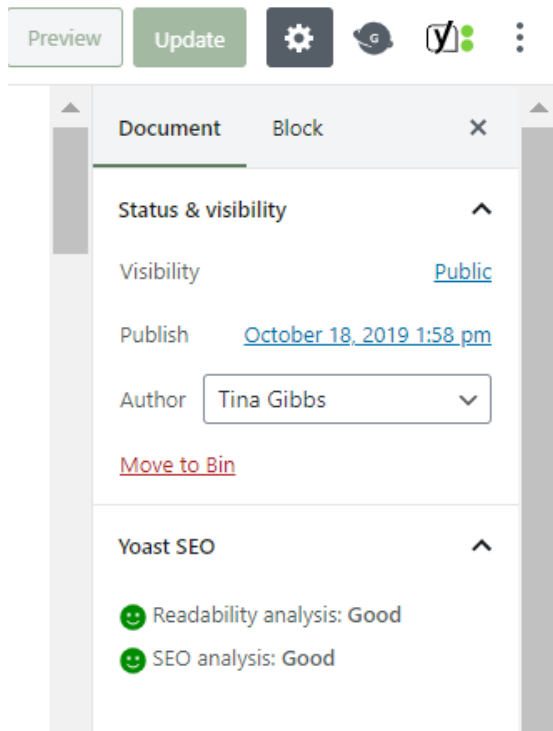 Preview Update G y
Document Block ×
Status & visibility
Visibility Public
Publish October 18, 2019 1:58 pm
Author Tina Gibbs
Move to Bin
Yoast SEO
Readability analysis: Good
SEO analysis: Good